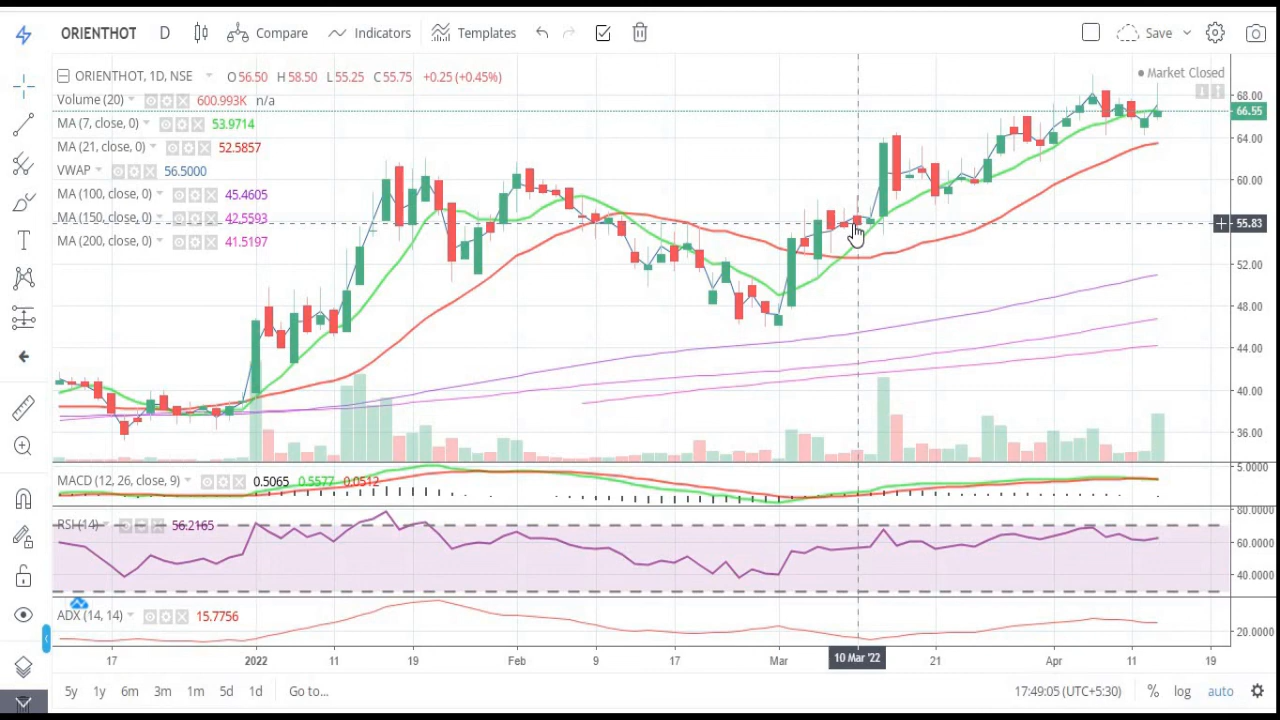 ORIENTHOT D Compare Indicators Templates Save
ORIENTHOT, 1D, NSE O56.50 H58.50 L55.25 C55.75 +0.25 (+0.45%)
Market Closed
Volume (20) 600.993K n/a
MA (7, close, 0) 53.9714
MA (21, close, 0) 52.5857
VWAP 56.5000
MA (100, close, 0) 45.4605
MA (150, close, 0) 42.5593
MA (200, close, 0) 41.5197
68.00
66.55
64.00
60.00
55.83
52.00
48.00
44.00
40.00
36.00
MACD (12, 26, close, 9) 0.5065 0.5577 0.0512
5.0000
RSI (14) 56.2165
80.0000
60.0000
40.0000
ADX (14, 14) 15.7756
20.0000
17 2022 11 19 Feb 9 17 Mar 10 Mar '22 21 Apr 11 19
5y 1y 6m 3m 1m 5d 1d Go to... 17:49:05 (UTC+5:30) % log auto